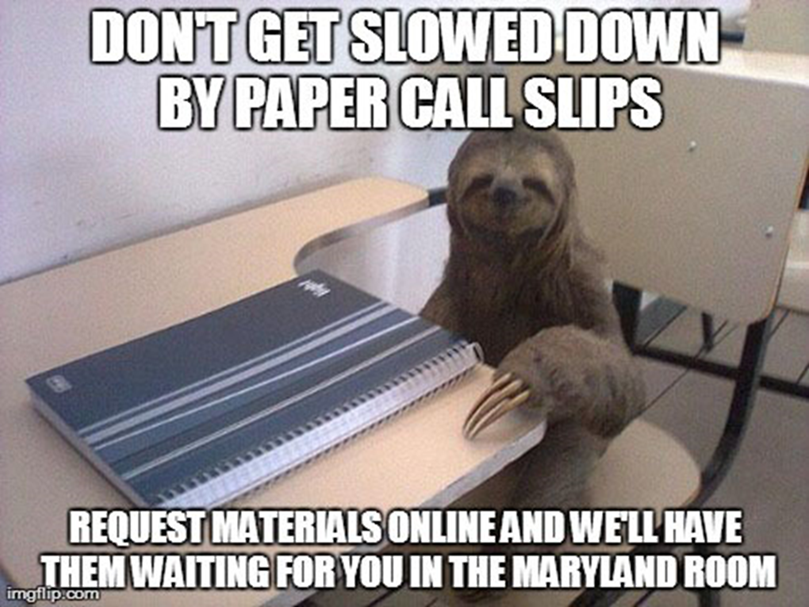 DON'T GET SLOWED DOWN
BY PAPER CALL SLIPS
light
REQUEST MATERIALS ONLINE AND WE'LL HAVE
THEM WAITING FOR YOU IN THE MARYLAND ROOM
imgflip.com